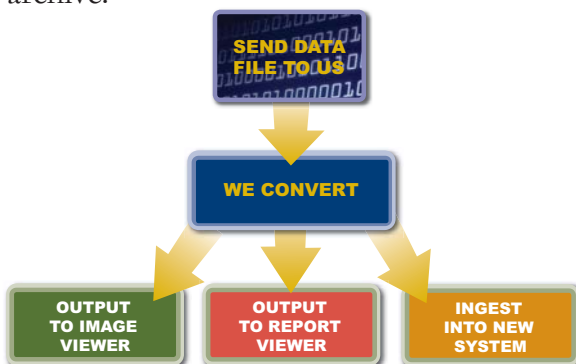 archive.
SEND DATA
FILE TO US
WE CONVERT
OUTPUT
TO IMAGE
VIEWER
OUTPUT
TO REPORT
VIEWER
INGEST
INTO NEW
SYSTEM